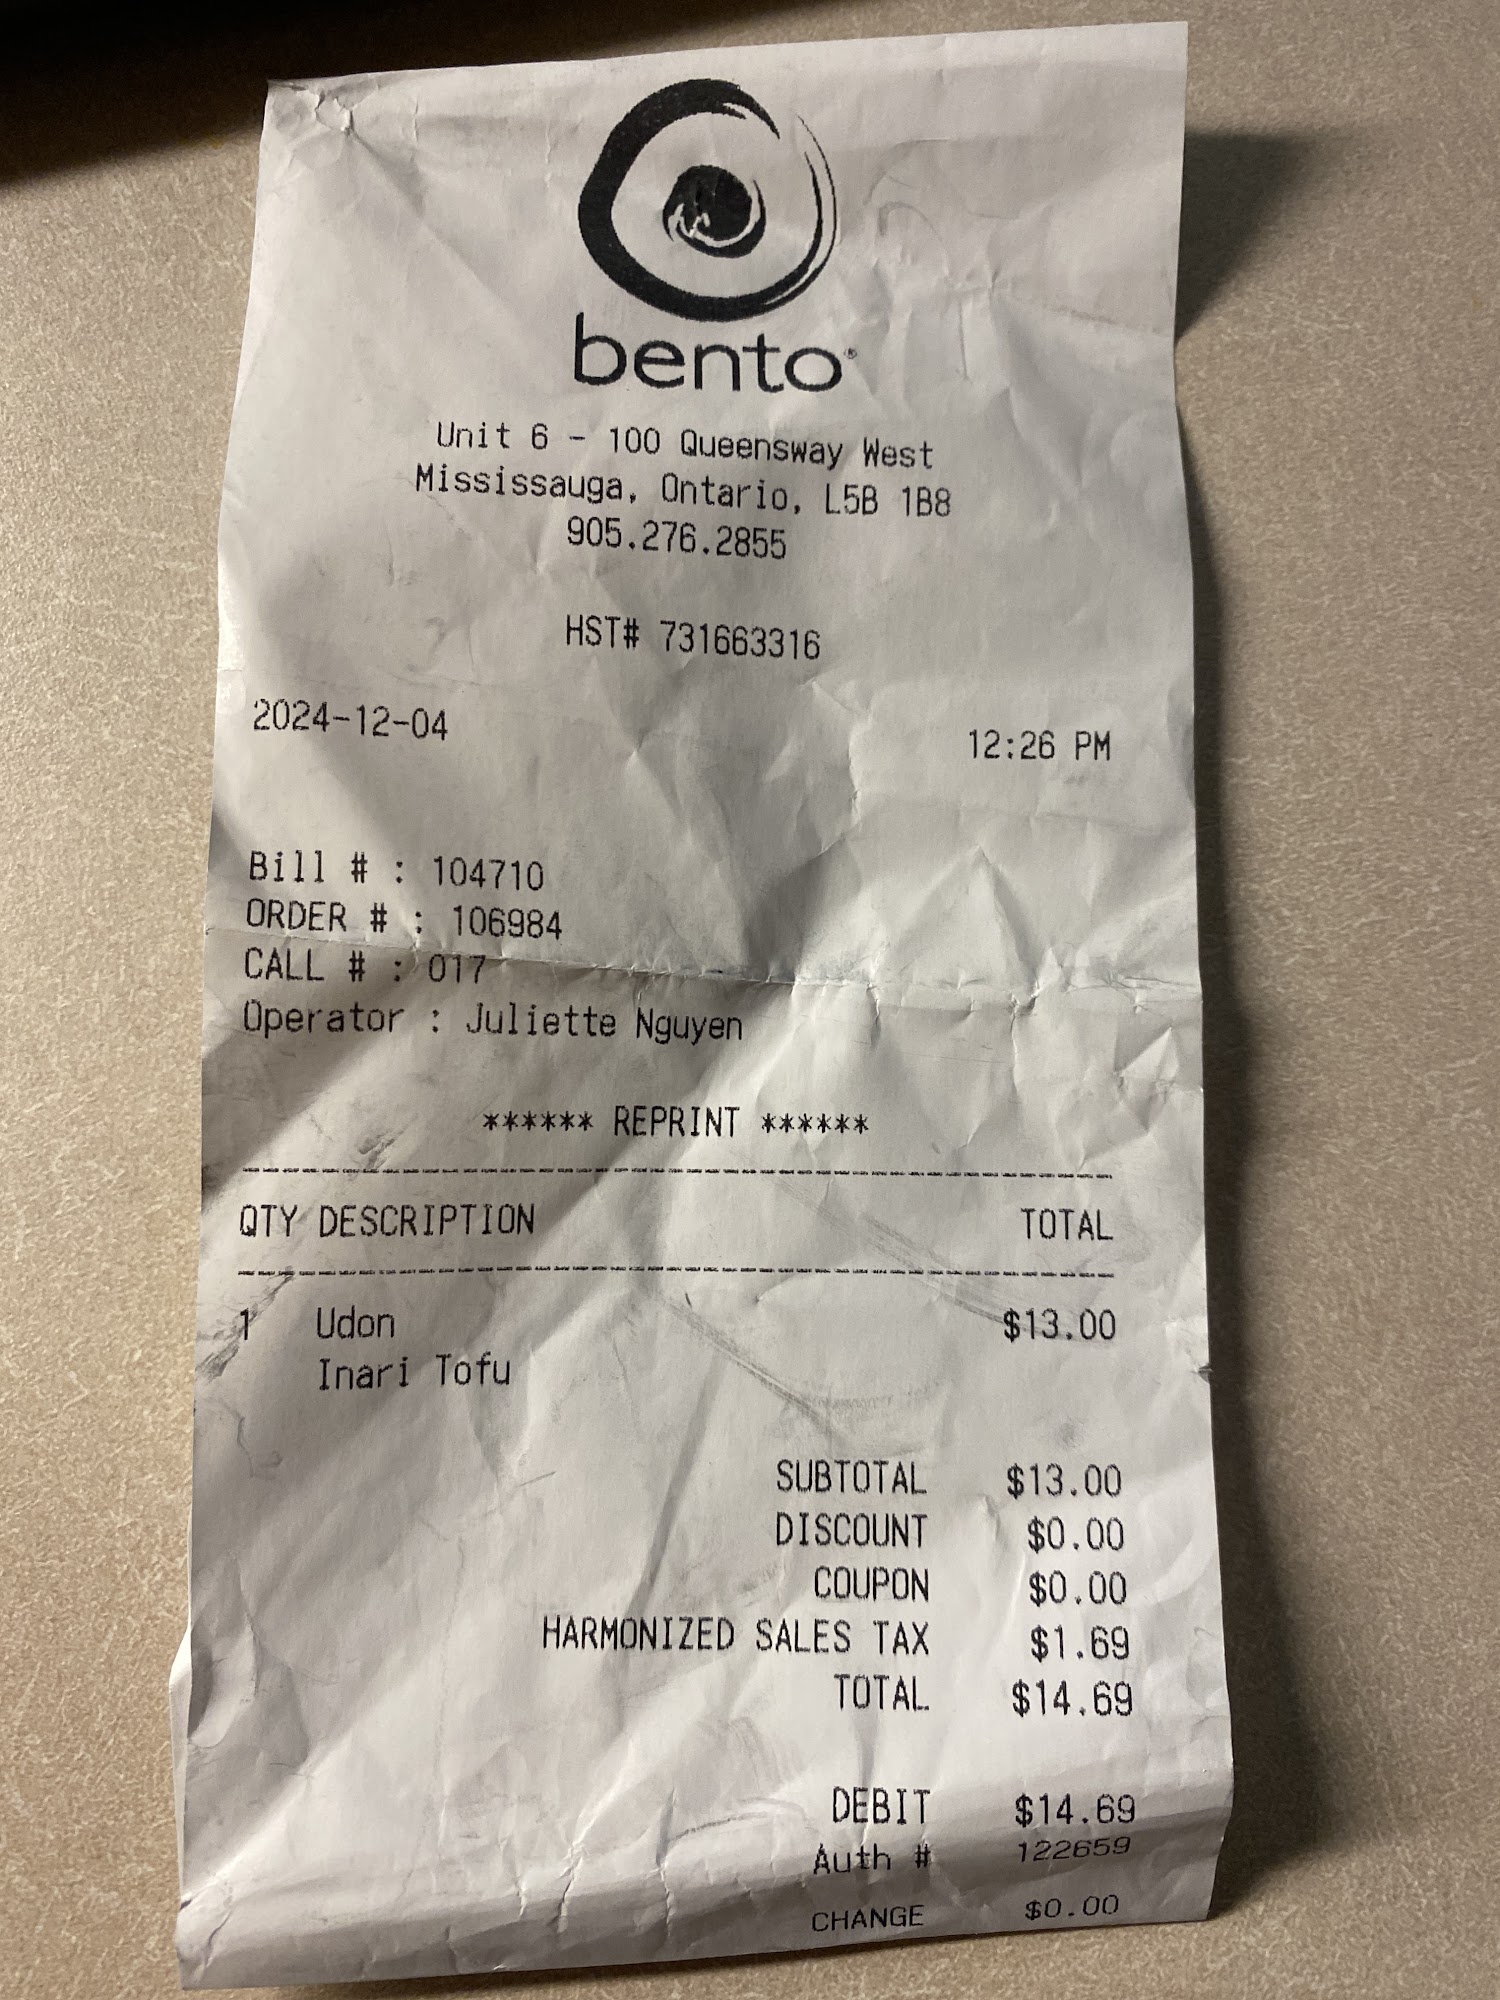 bento®
Unit 6 - 100 Queensway West
Mississauga, Ontario, L5B 1B8
905.276.2855
HST# 731663316
2024-12-04 12:26 PM
Bill # : 104710
ORDER # : 106984
CALL # : 017
Operator : Juliette Nguyen
****** REPRINT ******
QTY DESCRIPTION TOTAL
1 Udon $13.00
Inari Tofu
SUBTOTAL $13.00
DISCOUNT $0.00
COUPON $0.00
HARMONIZED SALES TAX $1.69
TOTAL $14.69
DEBIT $14.69
Auth # 122659
CHANGE $0.00